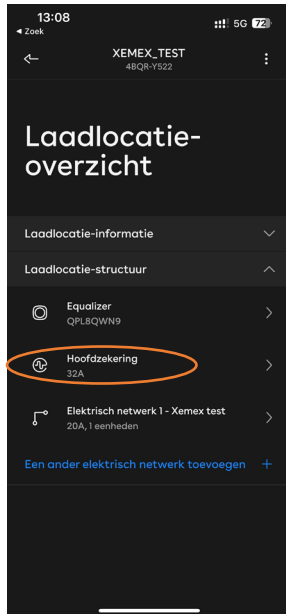 13:08
5G 72
◀ Zoek
XEMEX_TEST
4BQR-Y522
Laadlocatie-
overzicht
Laadlocatie-informatie
Laadlocatie-structuur
Equalizer
QPL8QWN9
Hoofdzekering
32A
Elektrisch netwerk 1 - Xemex test
20A, 1 eenheden
Een ander elektrisch netwerk toevoegen +